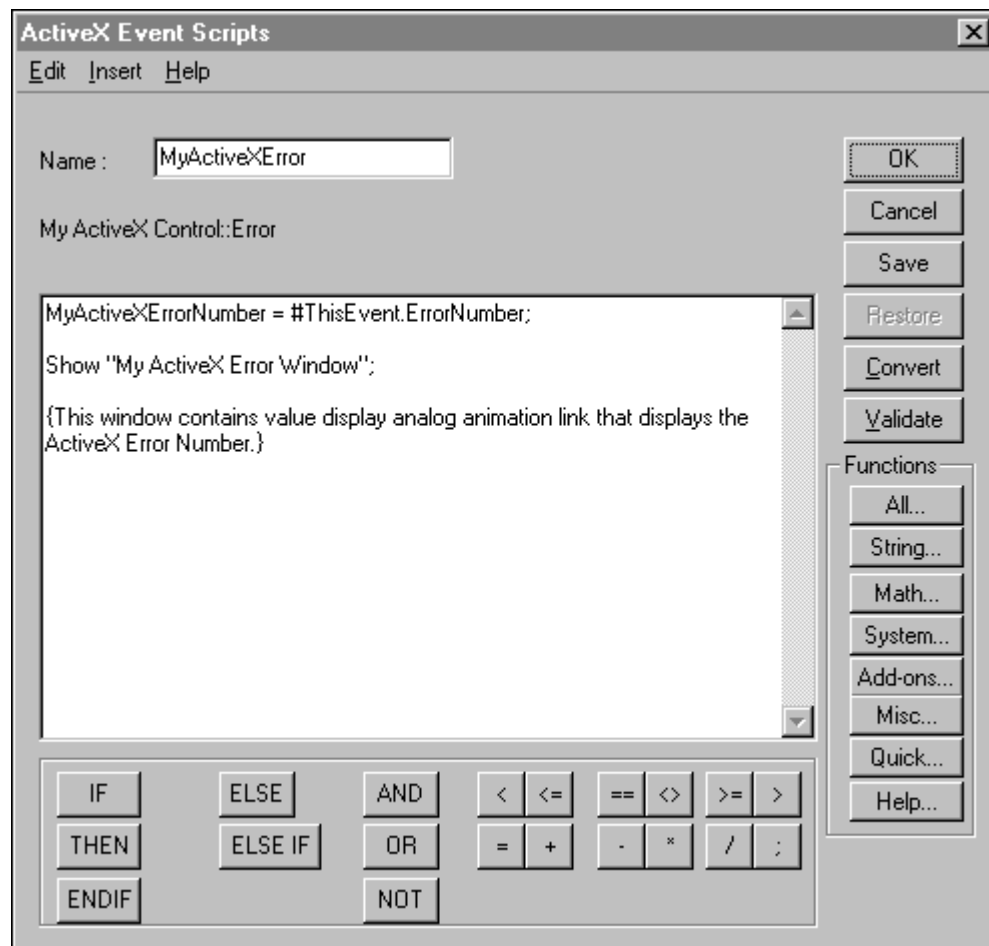 ActiveX Event Scripts
Edit Insert Help
Name : MyActiveXError
My ActiveX Control::Error
MyActiveXErrorNumber = #ThisEvent.ErrorNumber;
Show "My ActiveX Error Window";
{This window contains value display analog animation link that displays the
ActiveX Error Number.}
OK
Cancel
Save
Restore
Convert
Validate
Functions
All...
String...
Math...
System...
Add-ons...
Misc...
Quick...
Help...
IF ELSE AND < <= == <> >= >
THEN ELSE IF OR = + - * / ;
ENDIF NOT